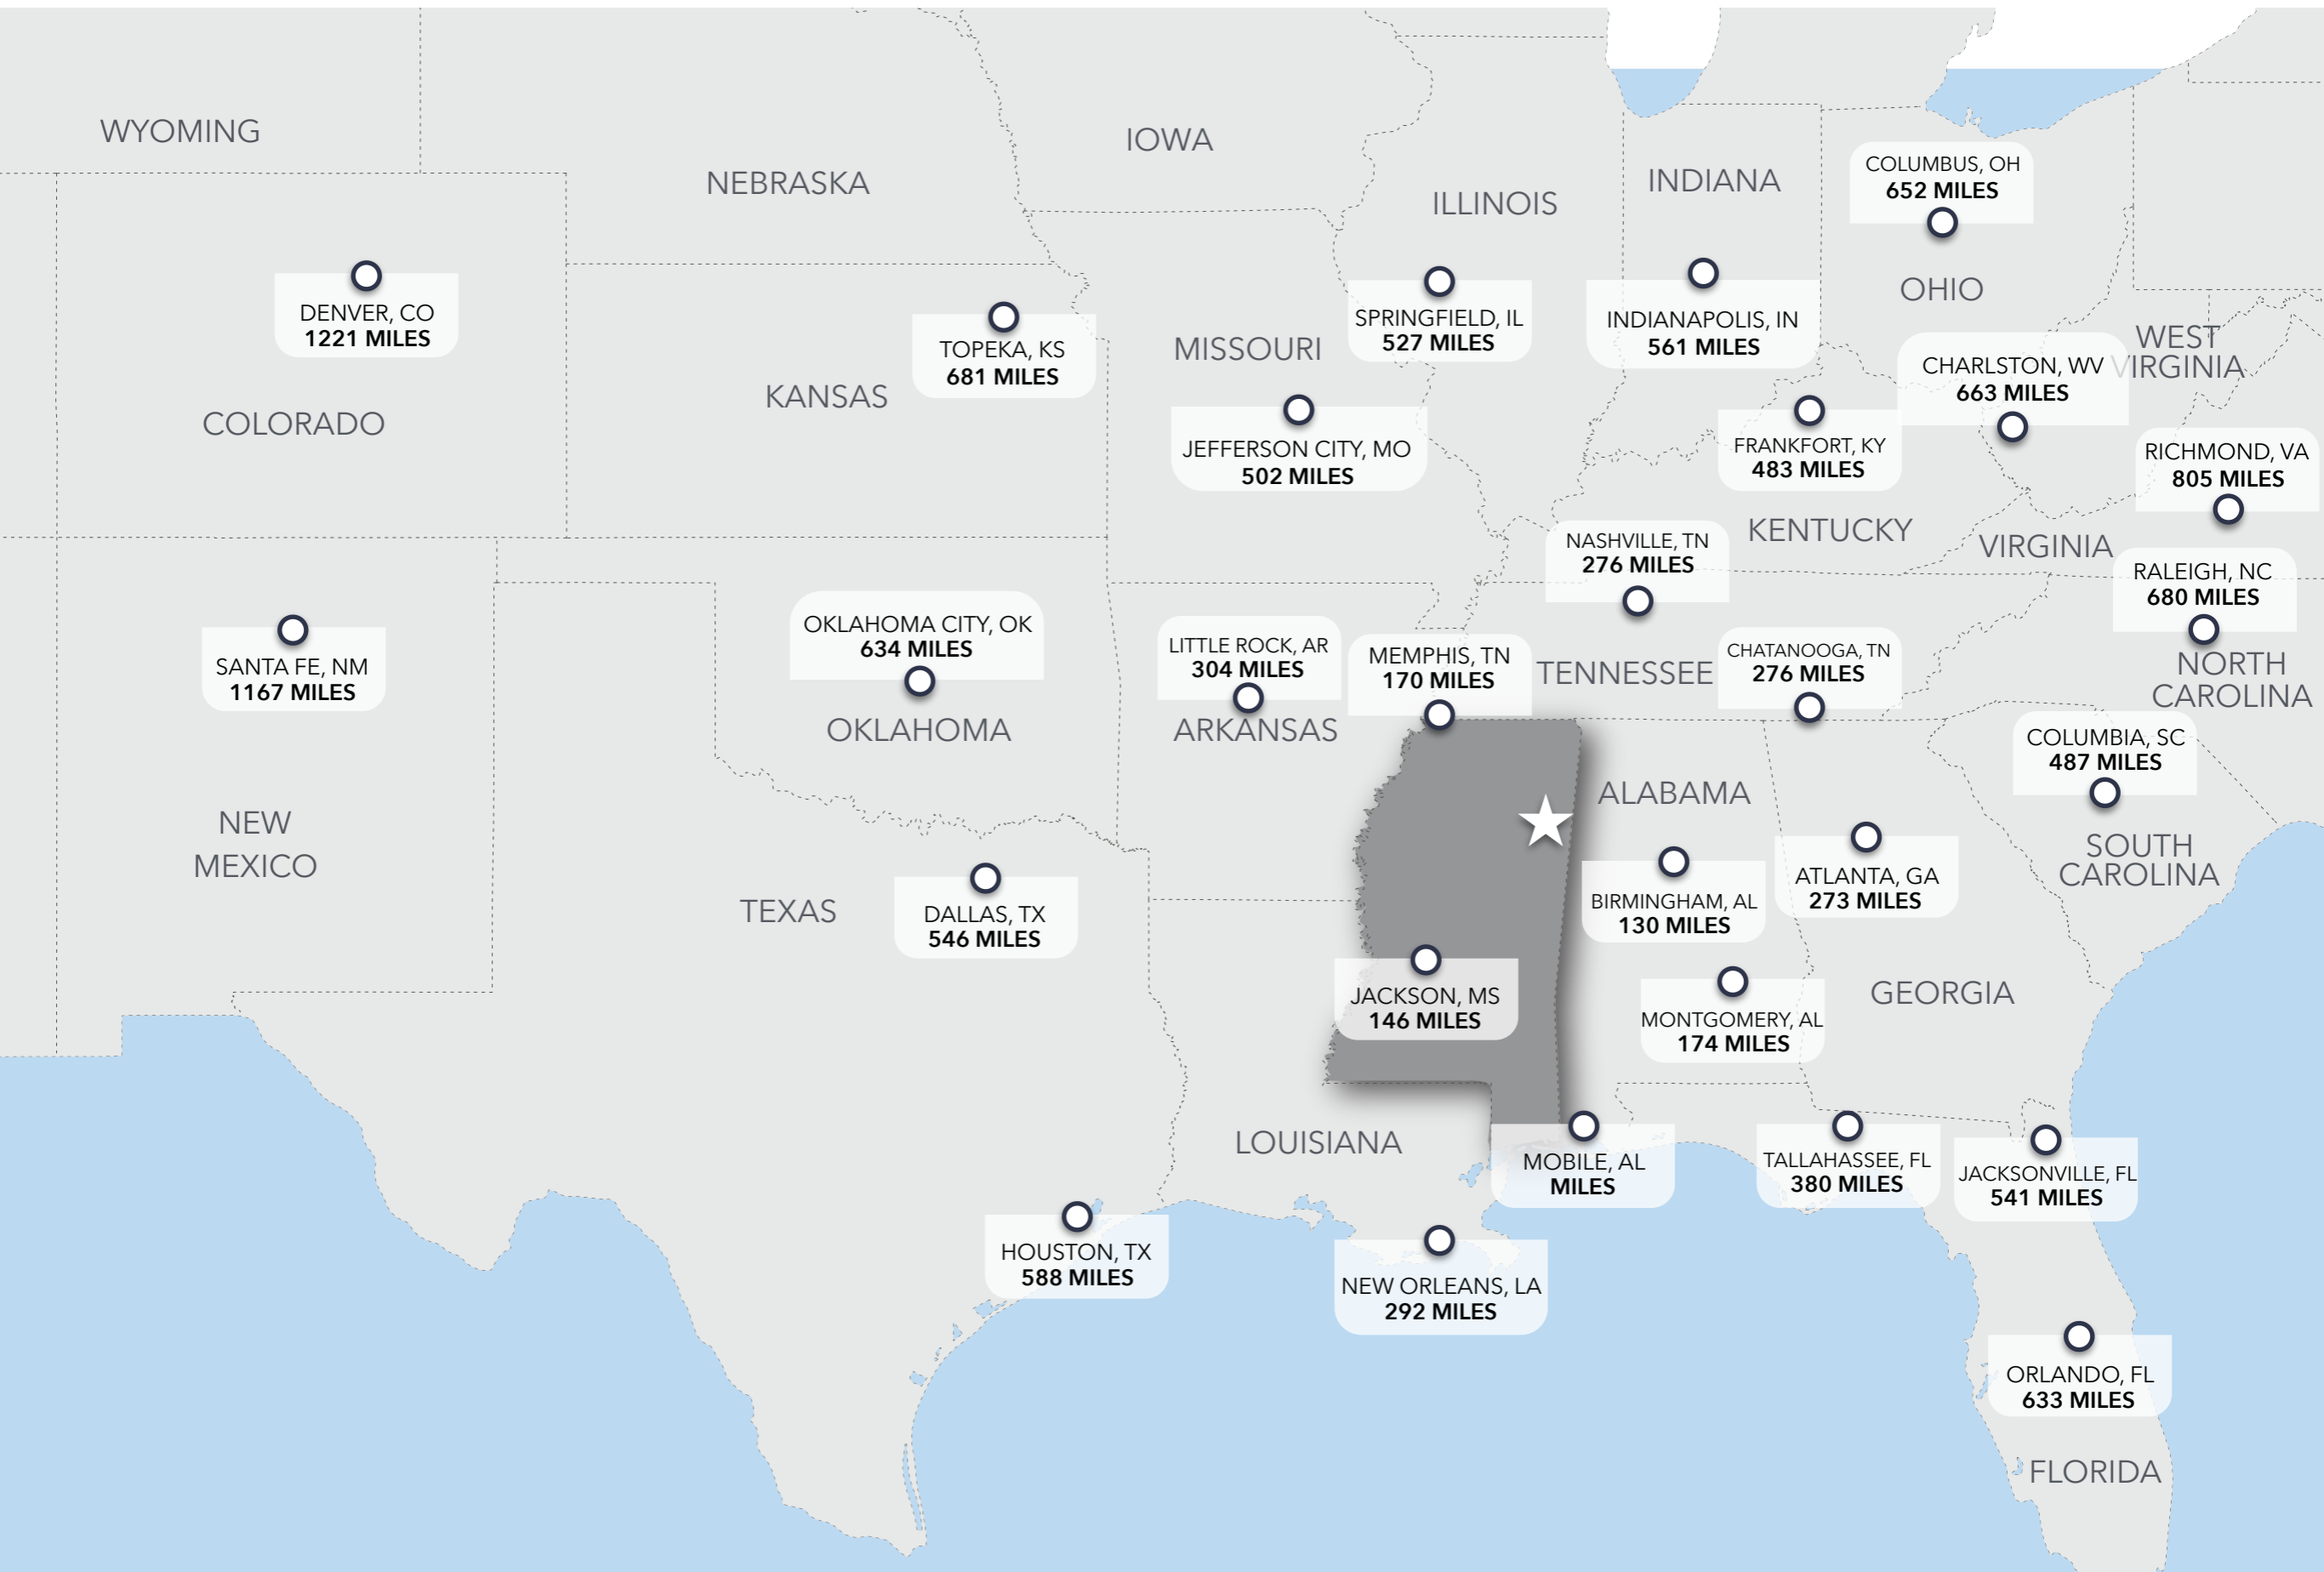 WYOMING
NEBRASKA
IOWA
ILLINOIS
INDIANA
COLUMBUS, OH
652 MILES
OHIO
DENVER, CO
1221 MILES
COLORADO
TOPEKA, KS
681 MILES
KANSAS
MISSOURI
SPRINGFIELD, IL
527 MILES
INDIANAPOLIS, IN
561 MILES
WEST
VIRGINIA
CHARLSTON, WV
663 MILES
JEFFERSON CITY, MO
502 MILES
FRANKFORT, KY
483 MILES
RICHMOND, VA
805 MILES
KENTUCKY
VIRGINIA
NASHVILLE, TN
276 MILES
RALEIGH, NC
680 MILES
NORTH
CAROLINA
SANTA FE, NM
1167 MILES
OKLAHOMA CITY, OK
634 MILES
OKLAHOMA
LITTLE ROCK, AR
304 MILES
ARKANSAS
MEMPHIS, TN
170 MILES
TENNESSEE
CHATANOOGA, TN
276 MILES
COLUMBIA, SC
487 MILES
SOUTH
CAROLINA
NEW
MEXICO
ALABAMA
TEXAS
DALLAS, TX
546 MILES
BIRMINGHAM, AL
130 MILES
ATLANTA, GA
273 MILES
JACKSON, MS
146 MILES
MONTGOMERY, AL
174 MILES
GEORGIA
LOUISIANA
MOBILE, AL
MILES
TALLAHASSEE, FL
380 MILES
JACKSONVILLE, FL
541 MILES
HOUSTON, TX
588 MILES
NEW ORLEANS, LA
292 MILES
ORLANDO, FL
633 MILES
FLORIDA